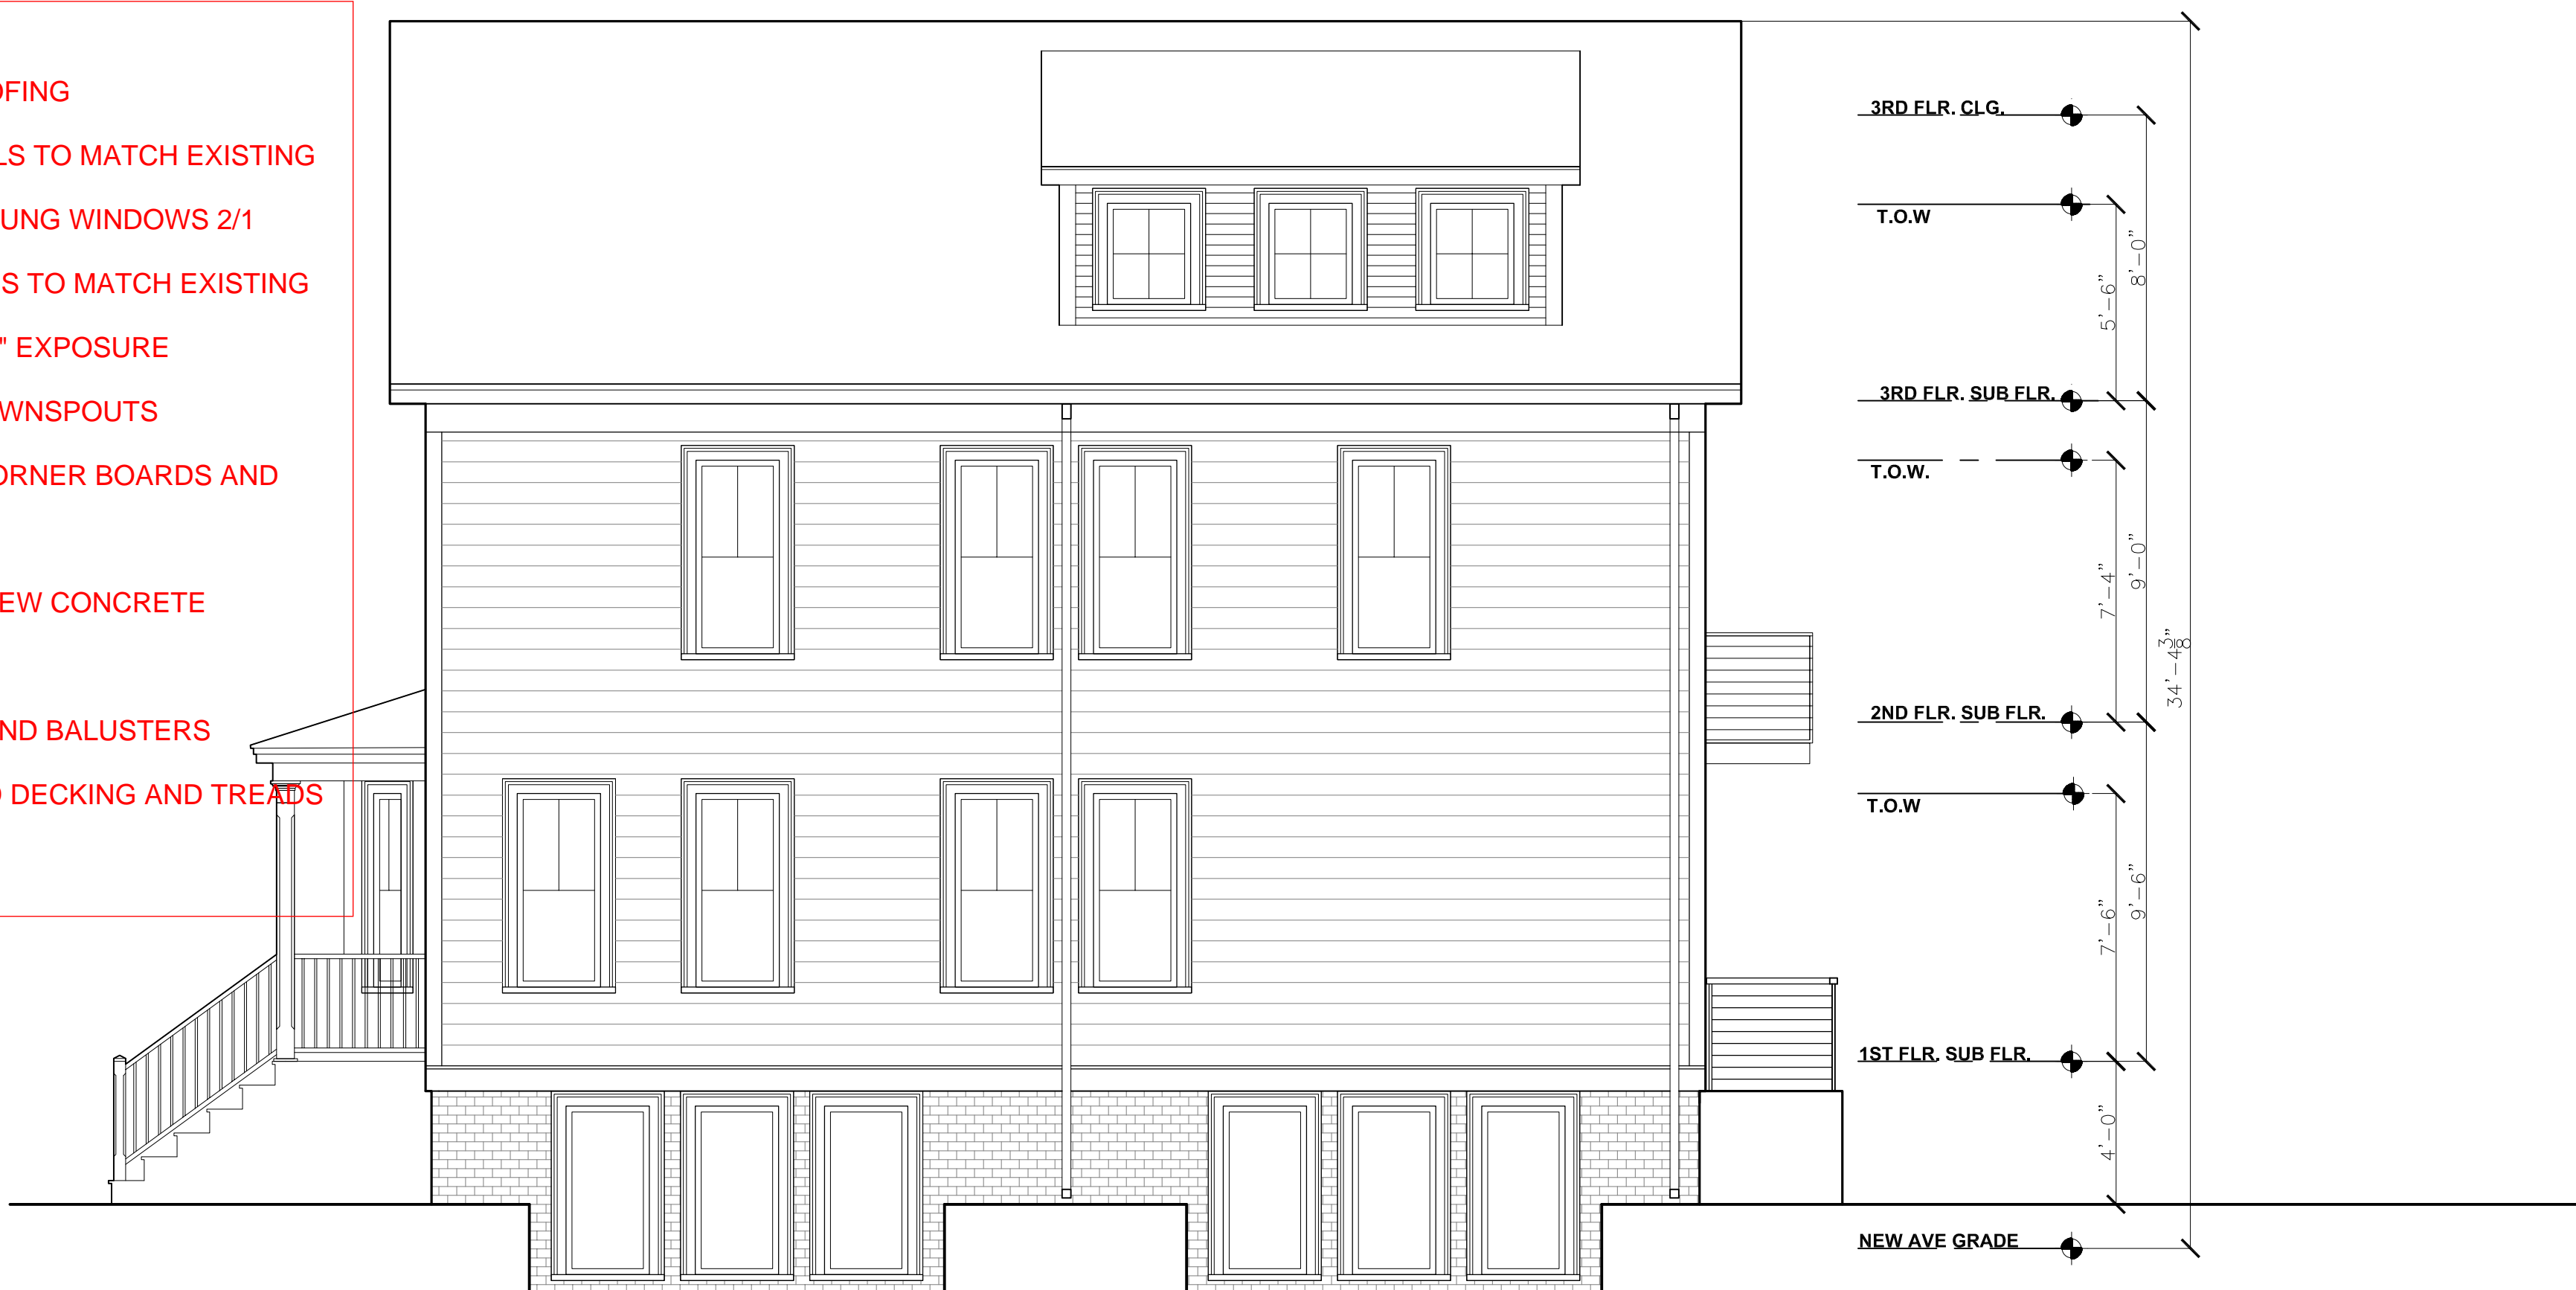 OFING
LS TO MATCH EXISTING
UNG WINDOWS 2/1
S TO MATCH EXISTING
" EXPOSURE
WNSPOUTS
ORNER BOARDS AND
EW CONCRETE
ND BALUSTERS
DECKING AND TREADS
3RD FLR. CLG.
T.O.W
8'-0"
5'-6"
3RD FLR. SUB FLR.
T.O.W.
9'-0"
7'-4"
34'-4 3/8"
2ND FLR. SUB FLR.
T.O.W
9'-6"
7'-6"
1ST FLR. SUB FLR.
4'-0"
NEW AVE GRADE